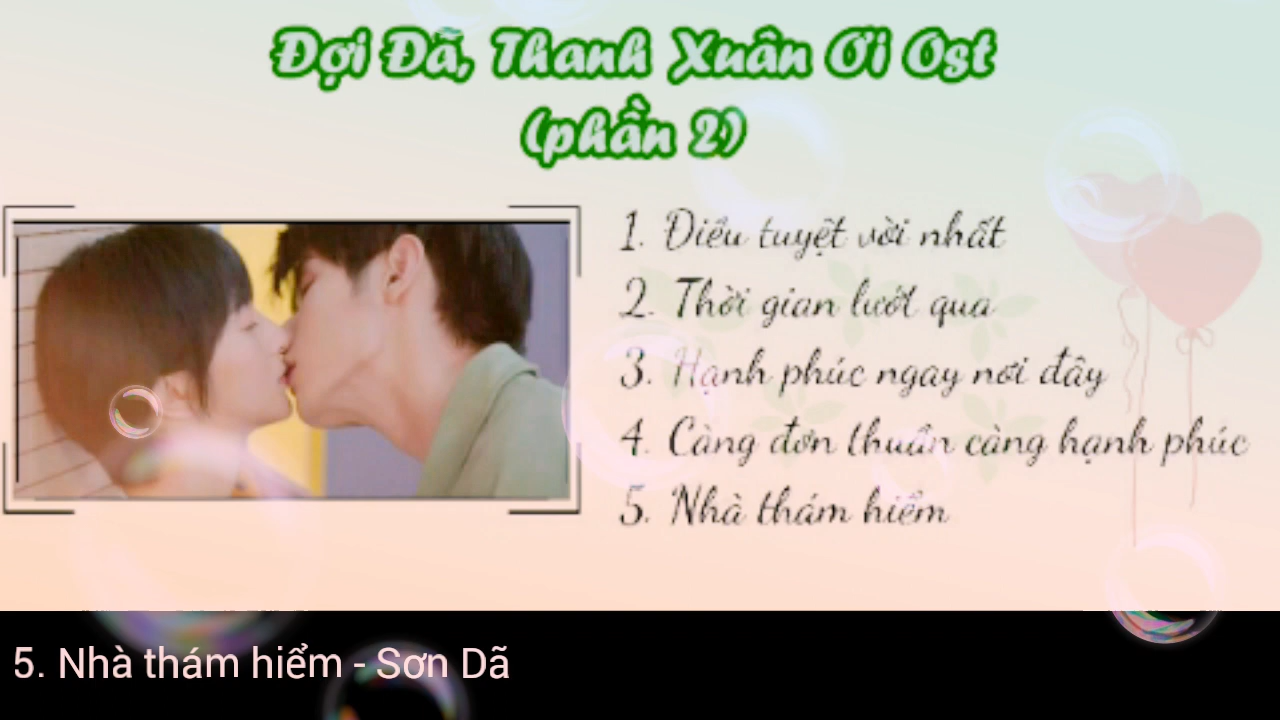 Đợi Đã, Thanh Xuân Ơi Ost
(phần 2)
1. Điều tuyệt vời nhất
2. Thời gian lướt qua
3. Hạnh phúc ngay nơi đây
4. Càng đơn thuần càng hạnh phúc
5. Nhà thám hiểm
5. Nhà thám hiểm - Sơn Dã